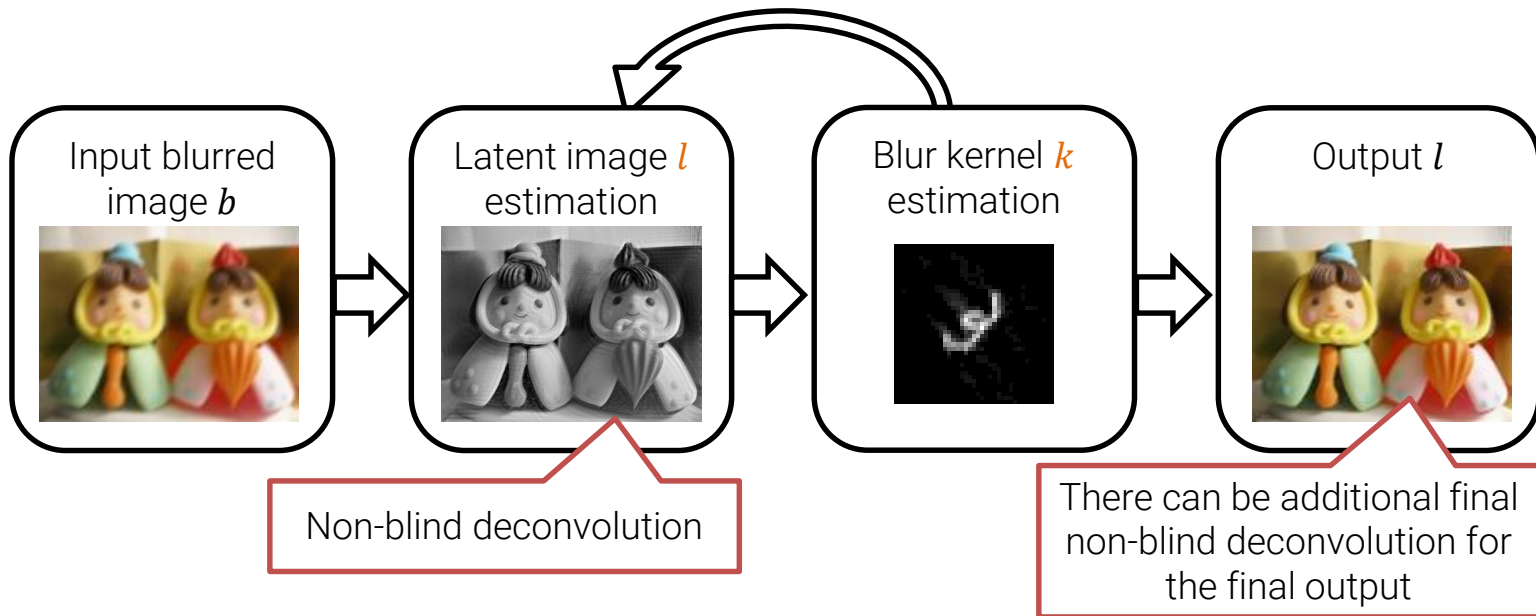 Input blurred
image b
Latent image l
estimation
Blur kernel k
estimation
Output l
Non-blind deconvolution
There can be additional final
non-blind deconvolution for
the final output